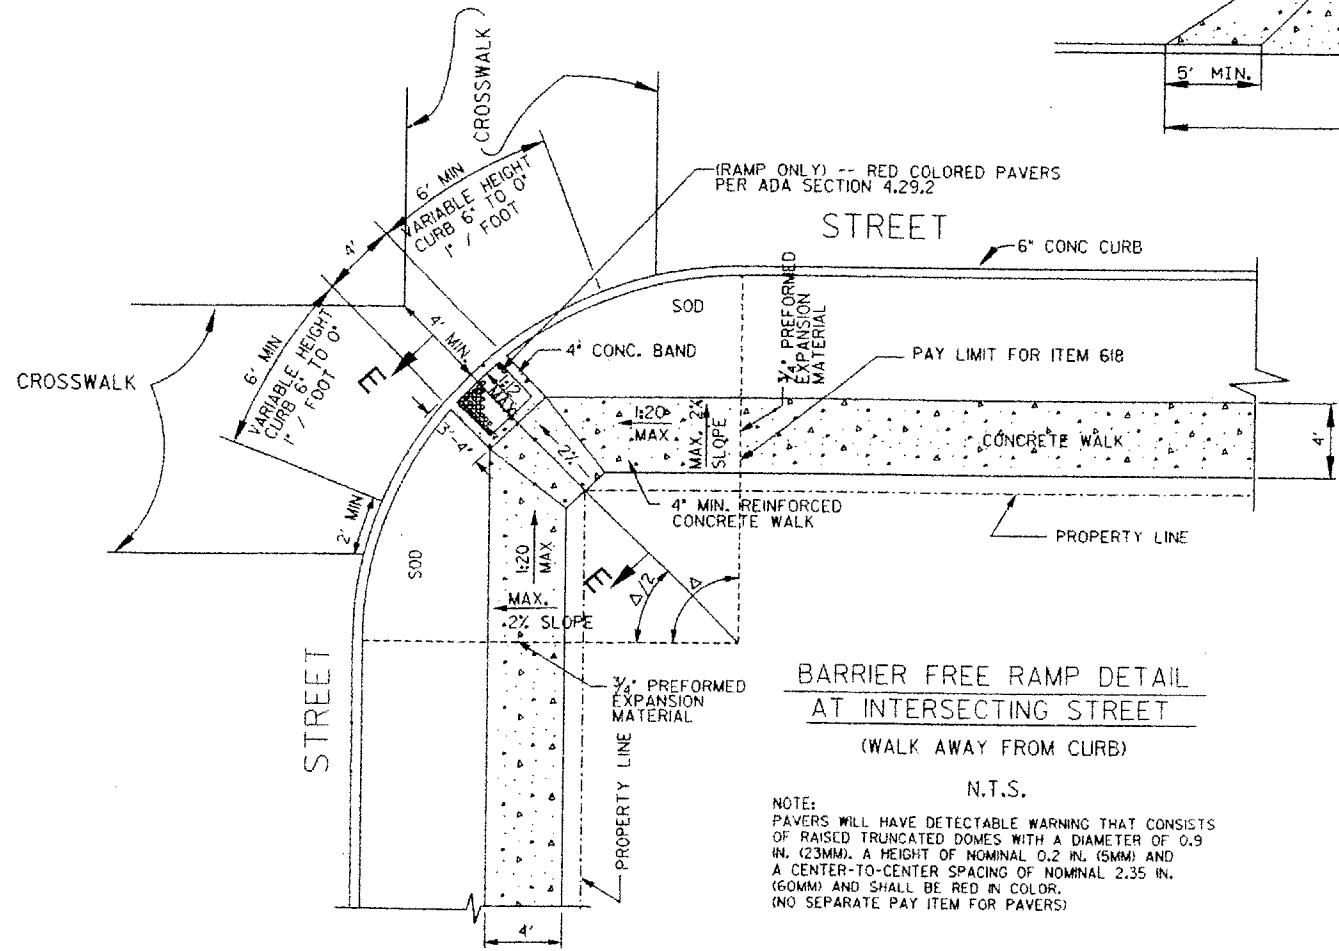 CROSSWALK
CROSSWALK
5' MIN.
6' MIN
VARIABLE HEIGHT
CURB 6" TO 0"
1" / FOOT
4'
6' MIN
VARIABLE HEIGHT
CURB 6" TO 0"
1" / FOOT
(RAMP ONLY) -- RED COLORED PAVERS
PER ADA SECTION 4.29.2
STREET
6" CONC CURB
SOD
3/4" PREFORMED
EXPANSION
MATERIAL
4' MIN.
4" CONC. BAND
PAY LIMIT FOR ITEM 618
CROSSWALK
E
1:12
MAX.
3'-4"
2%
1:20
MAX.
MAX. 2%
SLOPE
CONCRETE WALK
4'
4" MIN. REINFORCED
CONCRETE WALK
PROPERTY LINE
2' MIN
SOD
1:20
MAX
MAX.
2% SLOPE
E
Δ/2
Δ
STREET
3/4" PREFORMED
EXPANSION
MATERIAL
PROPERTY LINE
4'
BARRIER FREE RAMP DETAIL
AT INTERSECTING STREET
(WALK AWAY FROM CURB)
N.T.S.
NOTE:
PAVERS WILL HAVE DETECTABLE WARNING THAT CONSISTS
OF RAISED TRUNCATED DOMES WITH A DIAMETER OF 0.9
IN. (23MM). A HEIGHT OF NOMINAL 0.2 IN. (5MM) AND
A CENTER-TO-CENTER SPACING OF NOMINAL 2.35 IN.
(60MM) AND SHALL BE RED IN COLOR.
(NO SEPARATE PAY ITEM FOR PAVERS)